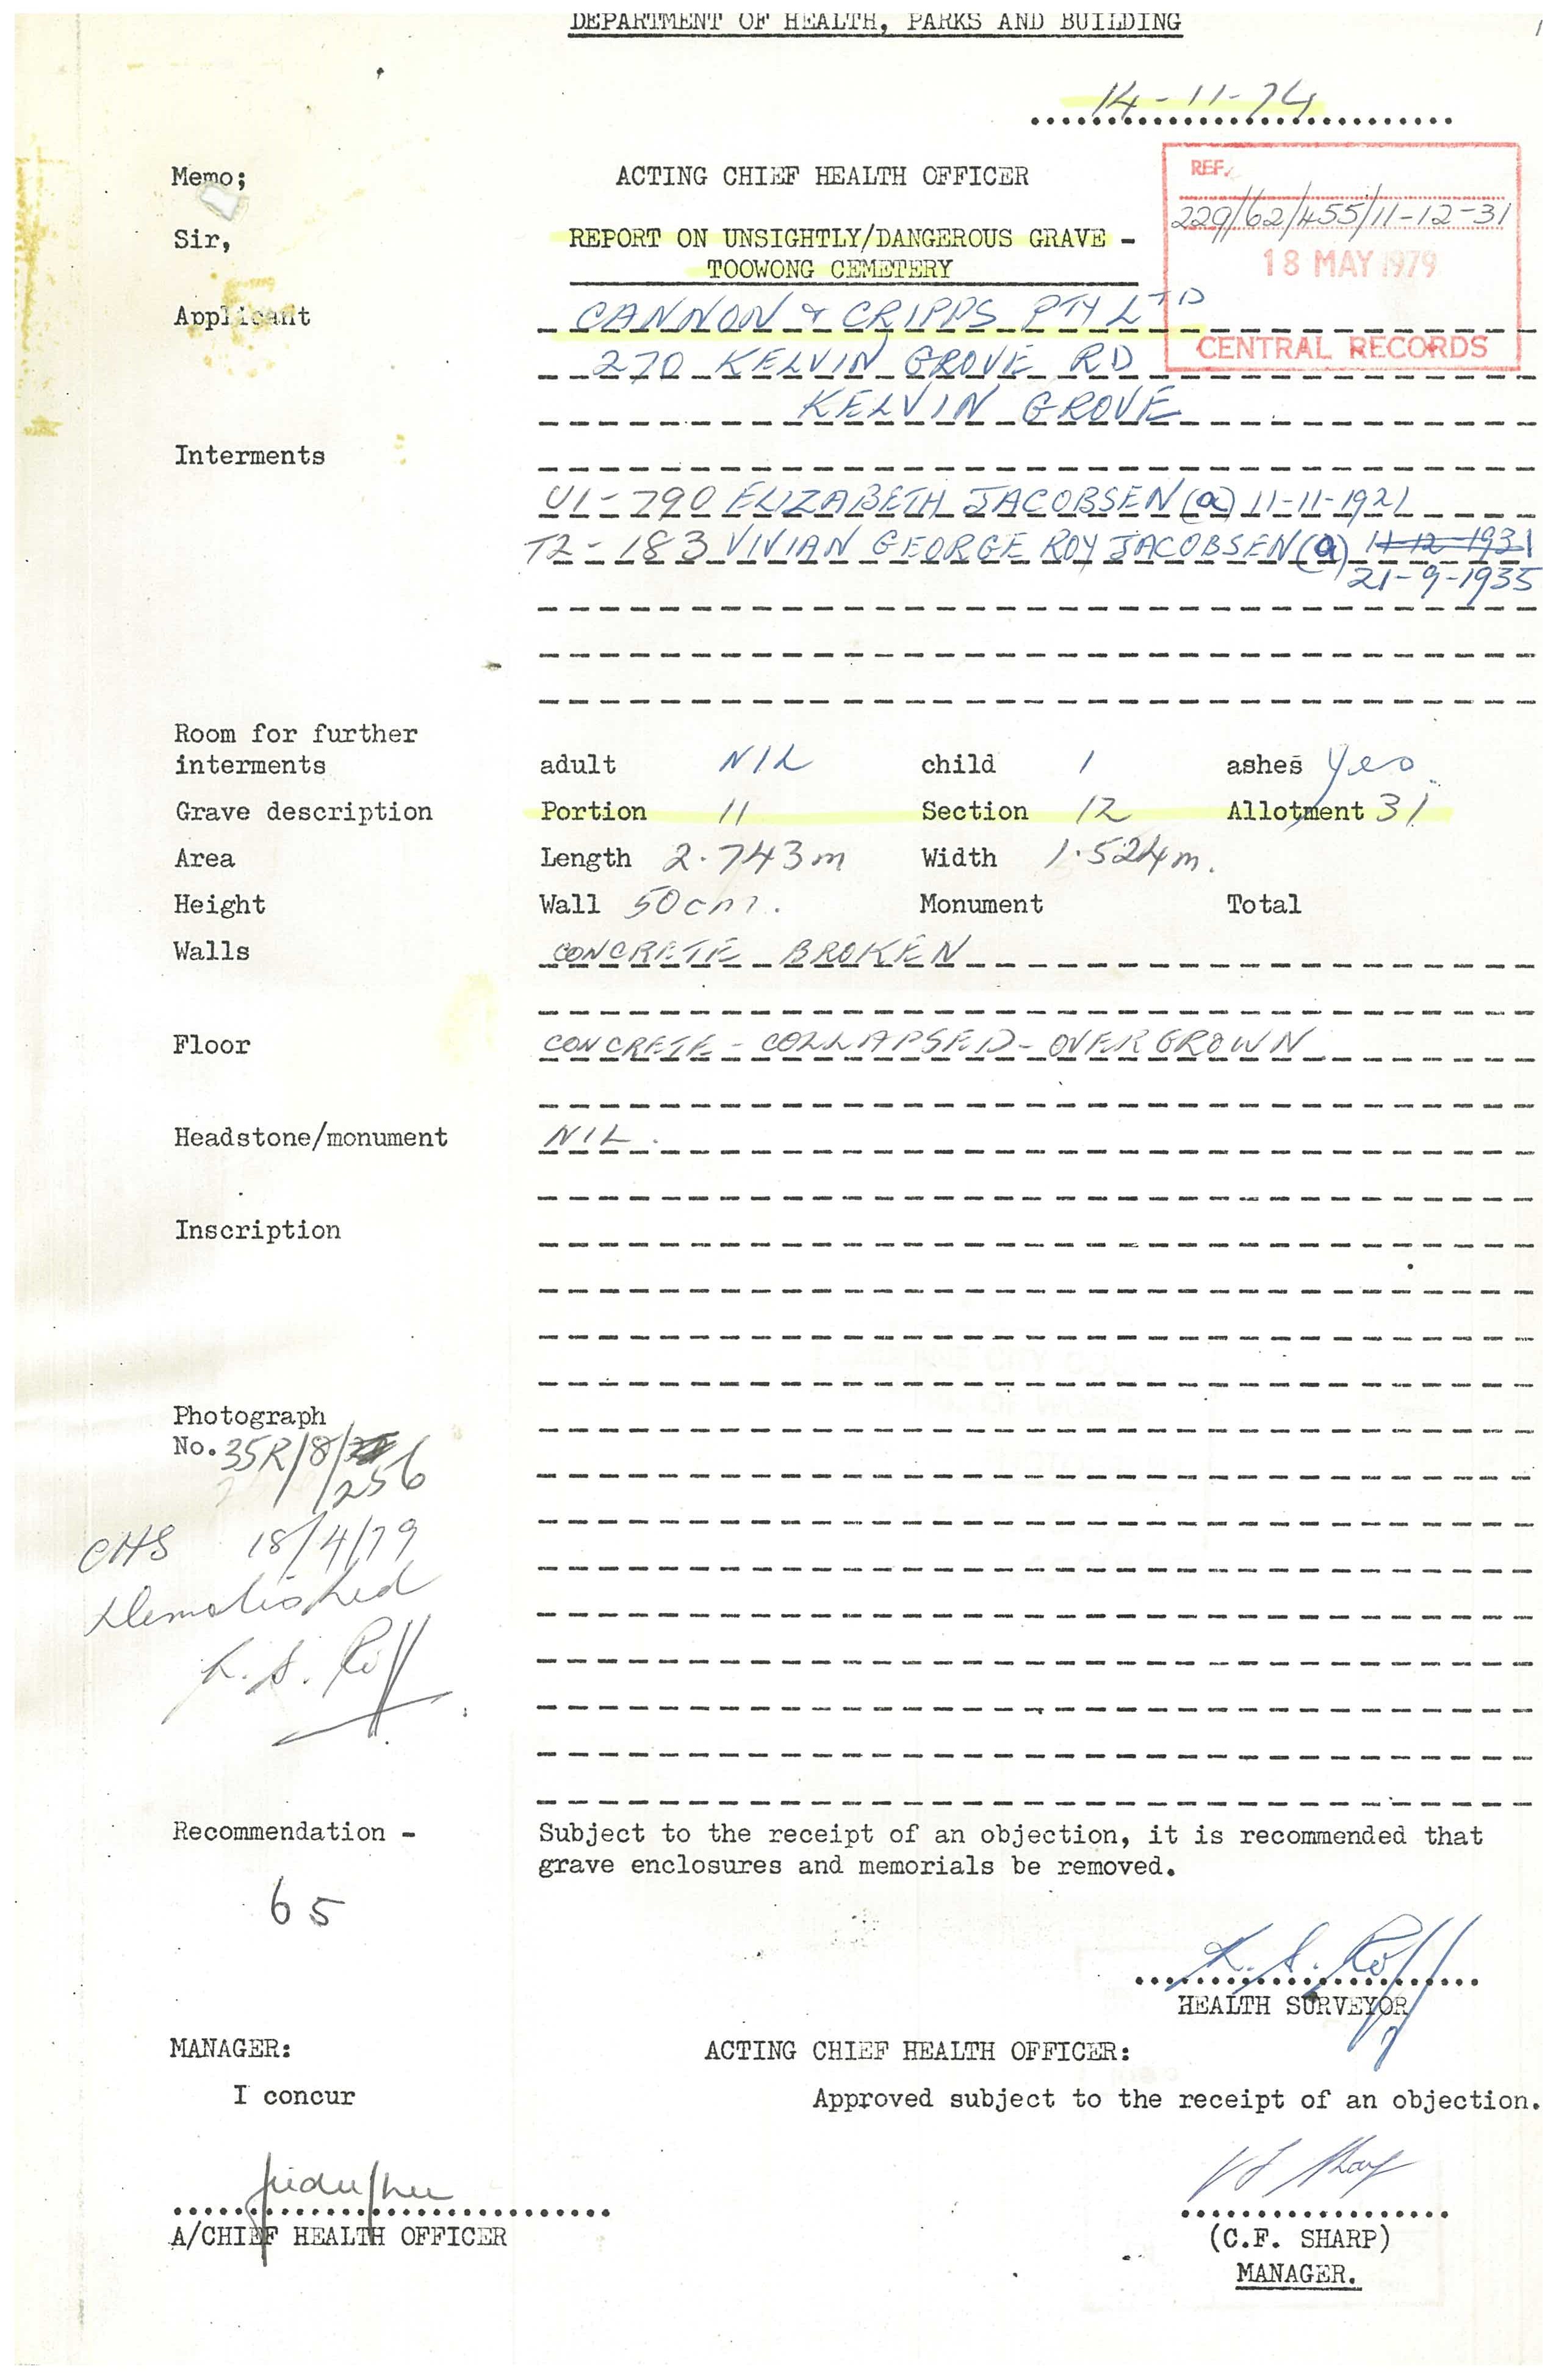 DEPARTMENT OF HEALTH, PARKS AND BUILDING
14-11-74
Memo; ACTING CHIEF HEALTH OFFICER
REF.
229/62/455/11-12-31
18 MAY 1979
CENTRAL RECORDS
Sir, REPORT ON UNSIGHTLY/DANGEROUS GRAVE -
TOOWONG CEMETERY
Applicant CANNON & CRIPPS PTY LTD
270 KELVIN GROVE RD
KELVIN GROVE
Interments
U1-790 ELIZABETH JACOBSEN (a) 11-11-1921
T2-183 VIVIAN GEORGE ROY JACOBSEN (a) 11-12-1931
21-9-1935
Room for further
interments adult NIL child 1 ashes Yes
Grave description Portion 11 Section 12 Allotment 31
Area Length 2.743m Width 1.524m.
Height Wall 50cm. Monument Total
Walls CONCRETE BROKEN
Floor CONCRETE - COLLAPSED - OVERGROWN
Headstone/monument NIL.
Inscription
Photograph
No. 35R/8/
/256
CHS 18/4/79
Demolished
K. S. Roff
Recommendation - Subject to the receipt of an objection, it is recommended that
grave enclosures and memorials be removed.
65
K. S. Roff
HEALTH SURVEYOR
MANAGER: ACTING CHIEF HEALTH OFFICER:
I concur Approved subject to the receipt of an objection.
A/CHIEF HEALTH OFFICER
(C.F. SHARP)
MANAGER.